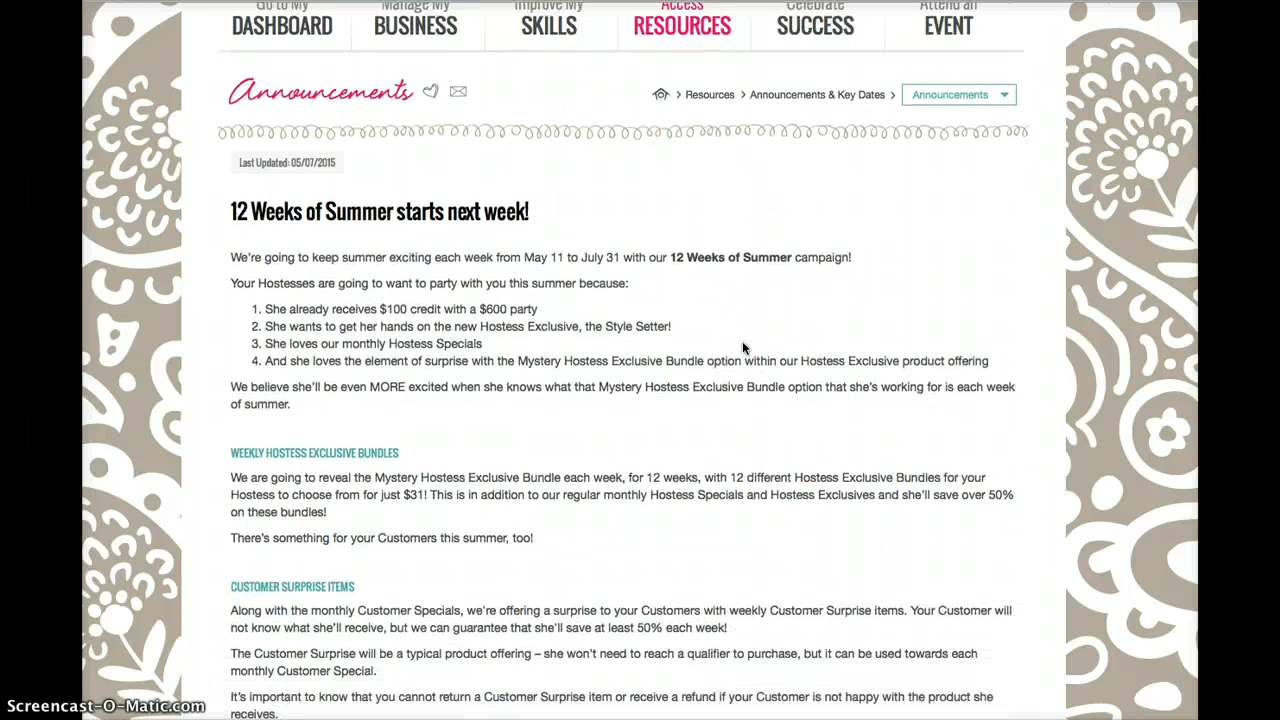 Go to My Manage My Improve My Access Celebrate Attend an
DASHBOARD BUSINESS SKILLS RESOURCES SUCCESS EVENT
Announcements
> Resources > Announcements & Key Dates > Announcements
Last Updated: 05/07/2015
12 Weeks of Summer starts next week!
We're going to keep summer exciting each week from May 11 to July 31 with our 12 Weeks of Summer campaign!
Your Hostesses are going to want to party with you this summer because:
1. She already receives $100 credit with a $600 party
2. She wants to get her hands on the new Hostess Exclusive, the Style Setter!
3. She loves our monthly Hostess Specials
4. And she loves the element of surprise with the Mystery Hostess Exclusive Bundle option within our Hostess Exclusive product offering
We believe she'll be even MORE excited when she knows what that Mystery Hostess Exclusive Bundle option that she's working for is each week
of summer.
WEEKLY HOSTESS EXCLUSIVE BUNDLES
We are going to reveal the Mystery Hostess Exclusive Bundle each week, for 12 weeks, with 12 different Hostess Exclusive Bundles for your
Hostess to choose from for just $31! This is in addition to our regular monthly Hostess Specials and Hostess Exclusives and she'll save over 50%
on these bundles!
There's something for your Customers this summer, too!
CUSTOMER SURPRISE ITEMS
Along with the monthly Customer Specials, we're offering a surprise to your Customers with weekly Customer Surprise items. Your Customer will
not know what she'll receive, but we can guarantee that she'll save at least 50% each week!
The Customer Surprise will be a typical product offering – she won't need to reach a qualifier to purchase, but it can be used towards each
monthly Customer Special.
It's important to know that you cannot return a Customer Surprise item or receive a refund if your Customer is not happy with the product she
receives.
Screencast-O-Matic.com